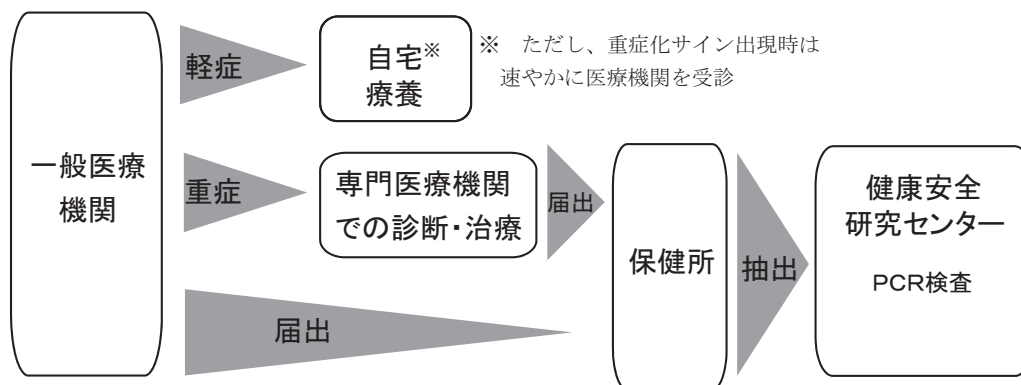 一般医療
機関
軽症
自宅※
療養
※　ただし、重症化サイン出現時は
速やかに医療機関を受診
重症
専門医療機関
での診断・治療
届出
届出
保健所
抽出
健康安全
研究センター
PCR検査